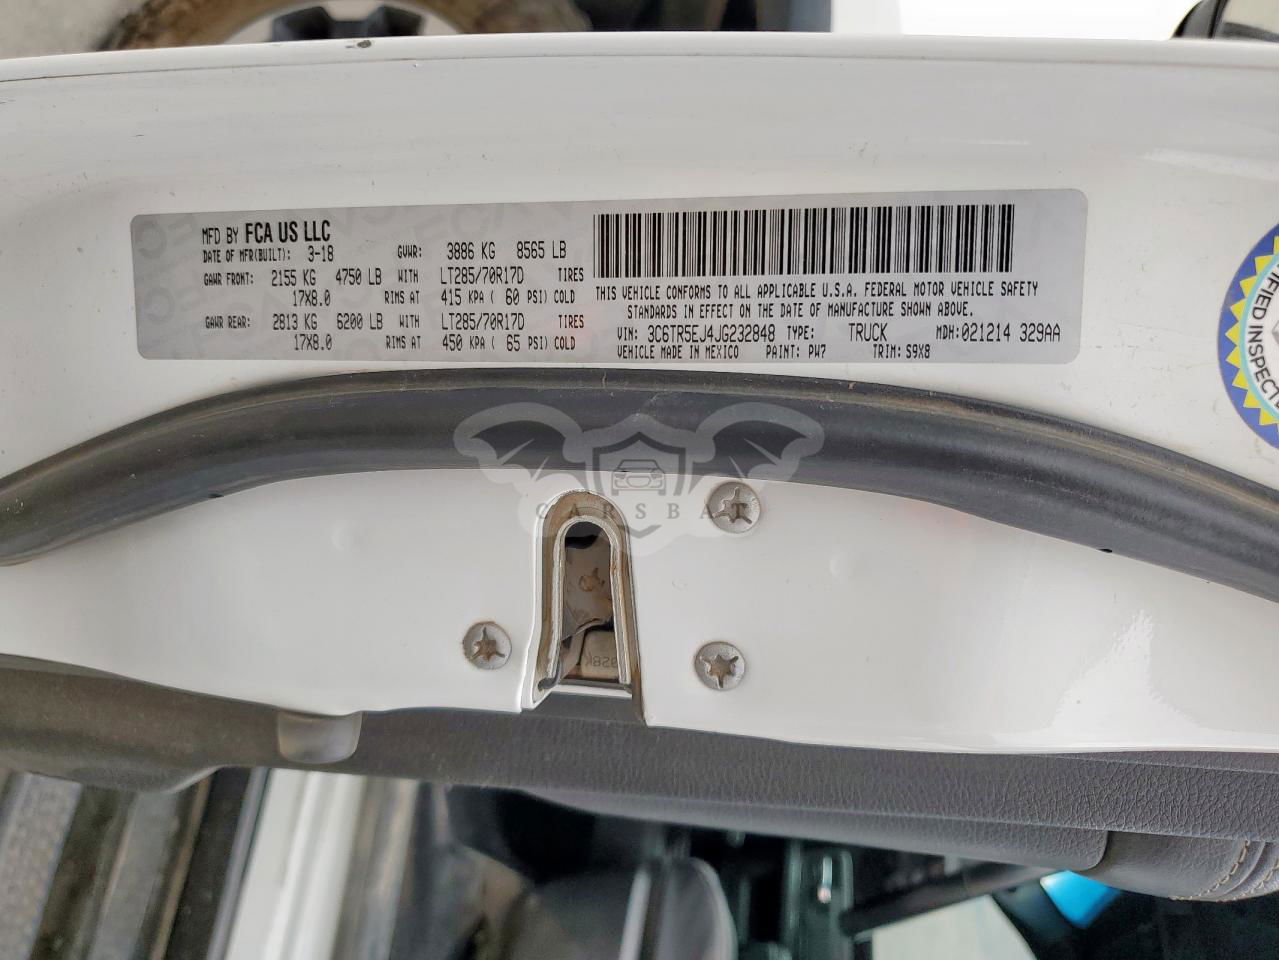 MFD BY FCA US LLC
DATE OF MFR(BUILT): 3-18 GVWR: 3886 KG 8565 LB
GAWR FRONT: 2155 KG 4750 LB WITH LT285/70R17D TIRES
17X8.0 RIMS AT 415 KPA ( 60 PSI) COLD
GAWR REAR: 2813 KG 6200 LB WITH LT285/70R17D TIRES
17X8.0 RIMS AT 450 KPA ( 65 PSI) COLD
THIS VEHICLE CONFORMS TO ALL APPLICABLE U.S.A. FEDERAL MOTOR VEHICLE SAFETY
STANDARDS IN EFFECT ON THE DATE OF MANUFACTURE SHOWN ABOVE.
VIN: 3C6TR5EJ4JG232848 TYPE: TRUCK MDH:021214 329AA
VEHICLE MADE IN MEXICO PAINT: PW7 TRIM: S9X8
CARSBAT